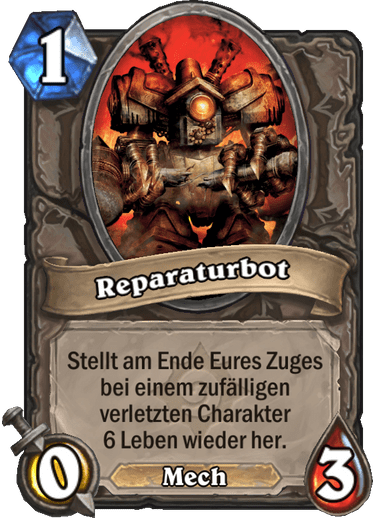 1
Reparaturbot
Stellt am Ende Eures Zuges
bei einem zufälligen
verletzten Charakter
6 Leben wieder her.
0
Mech
3